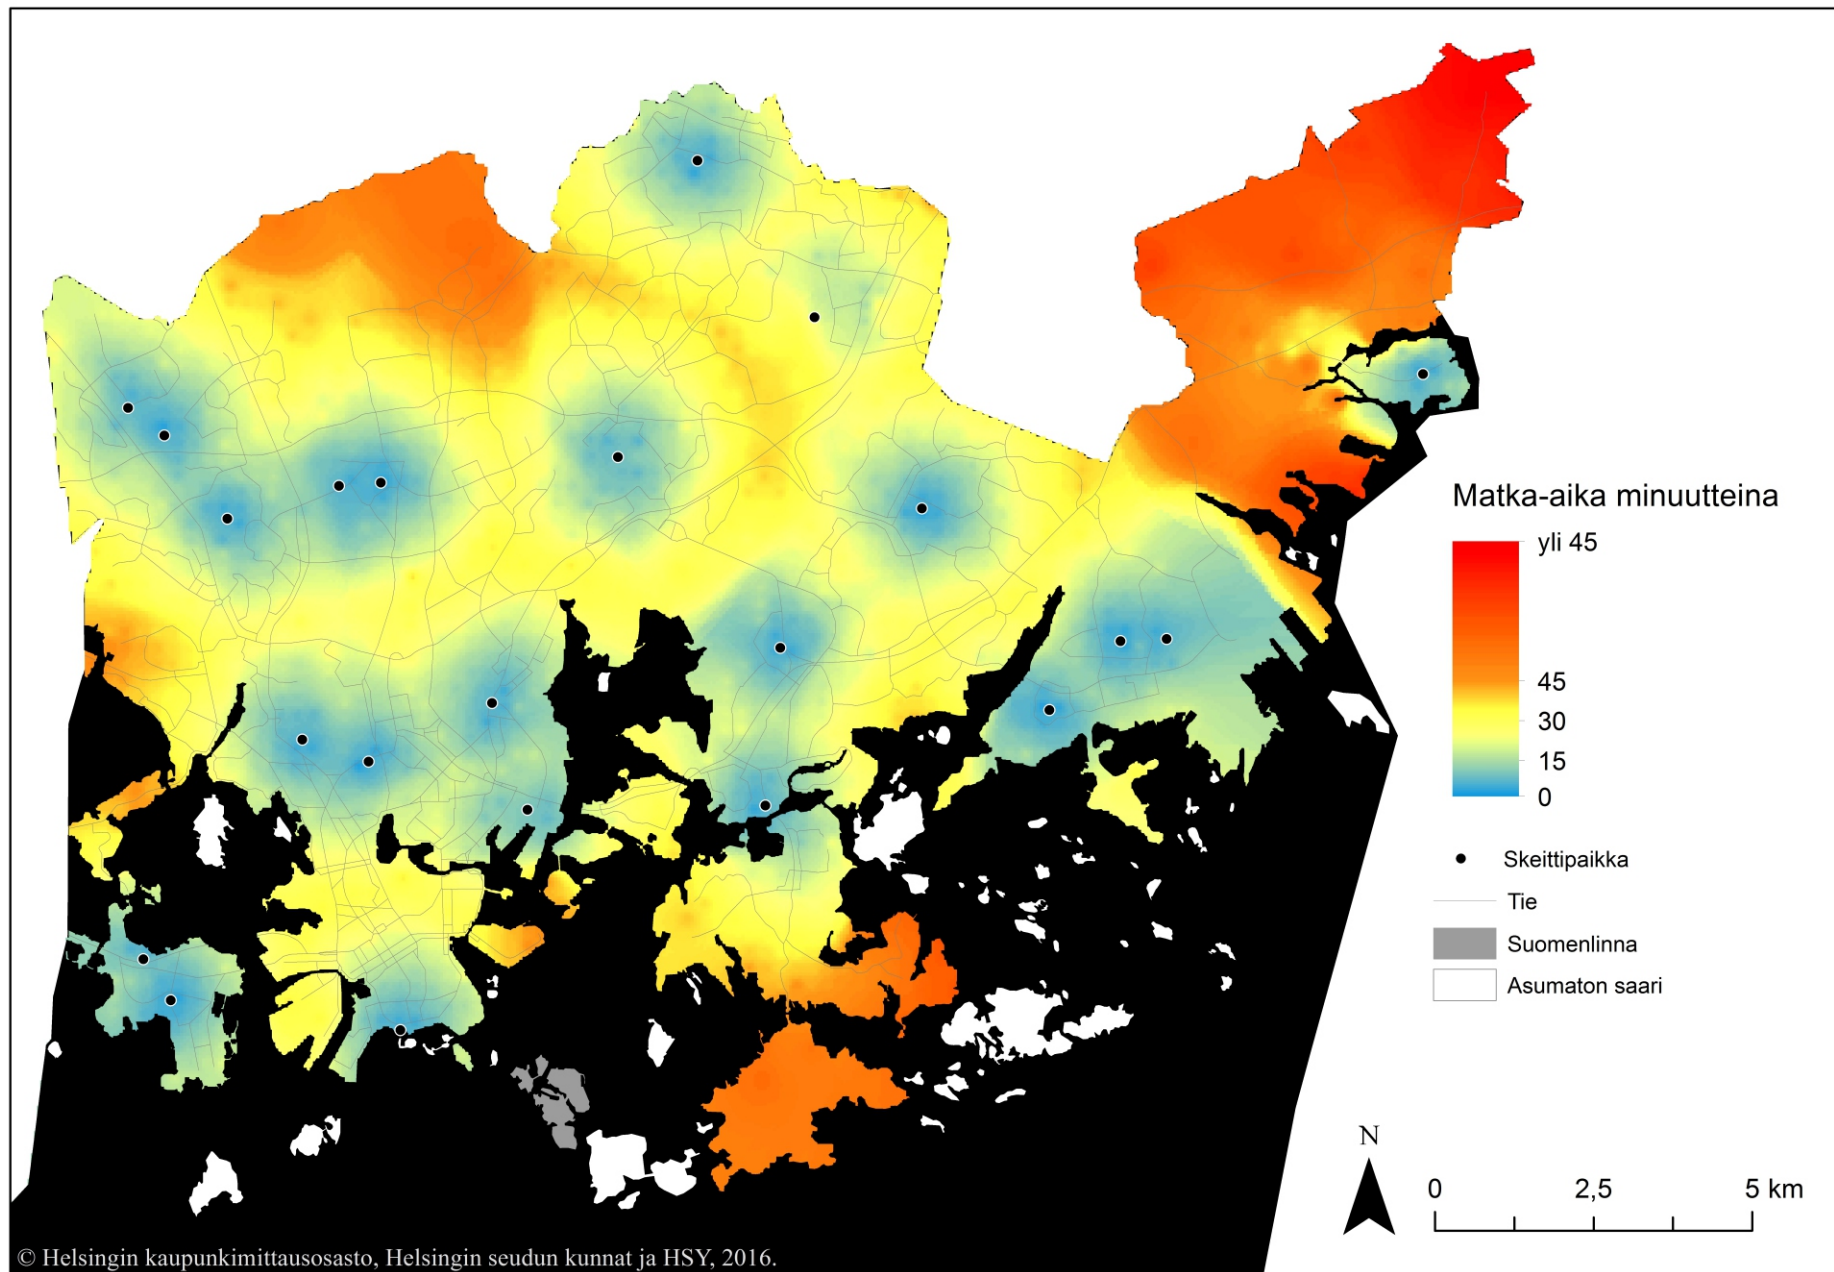 Matka-aika minuutteina
yli 45
45
30
15
0
Skeittipaikka
Tie
Suomenlinna
Asumaton saari
N
0 2,5 5 km
© Helsingin kaupunkimittausosasto, Helsingin seudun kunnat ja HSY, 2016.